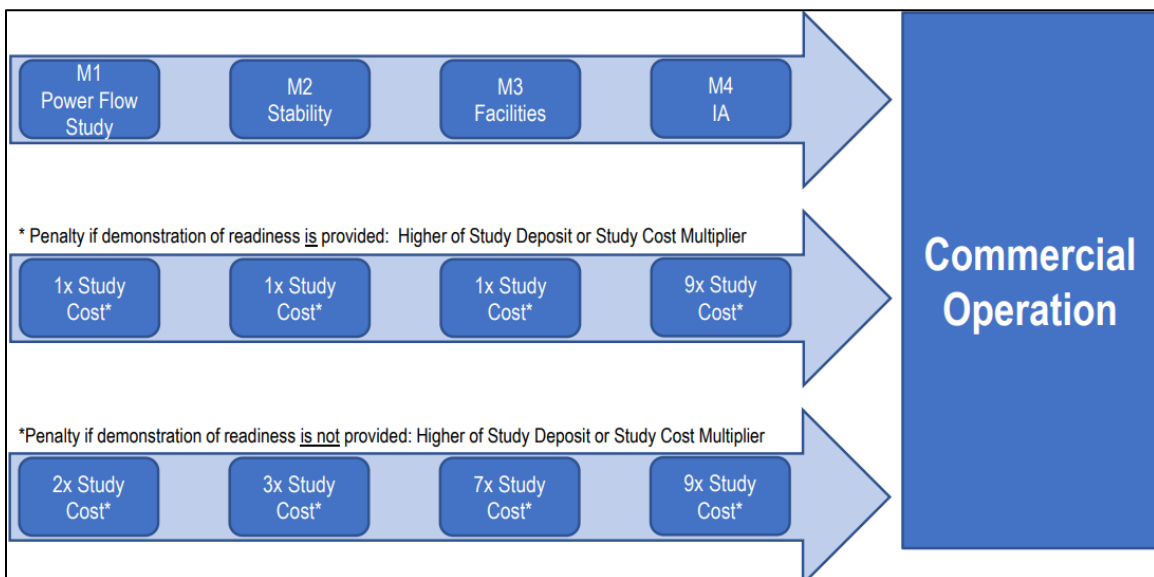 M1
Power Flow
Study
M2
Stability
M3
Facilities
M4
IA
* Penalty if demonstration of readiness is provided: Higher of Study Deposit or Study Cost Multiplier
1x Study
Cost*
1x Study
Cost*
1x Study
Cost*
9x Study
Cost*
*Penalty if demonstration of readiness is not provided: Higher of Study Deposit or Study Cost Multiplier
2x Study
Cost*
3x Study
Cost*
7x Study
Cost*
9x Study
Cost*
Commercial
Operation